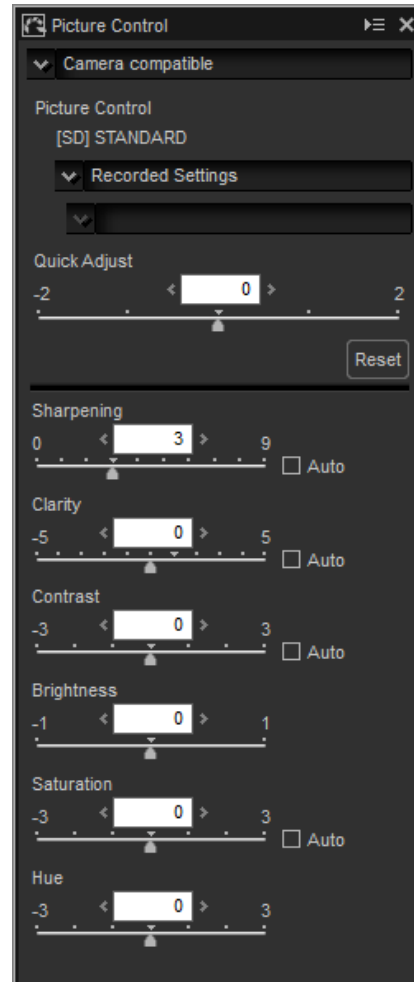 Picture Control
Camera compatible
Picture Control
[SD] STANDARD
Recorded Settings
Quick Adjust
-2 0 2
Reset
Sharpening
0 3 9
Auto
Clarity
-5 0 5
Auto
Contrast
-3 0 3
Auto
Brightness
-1 0 1
Saturation
-3 0 3
Auto
Hue
-3 0 3